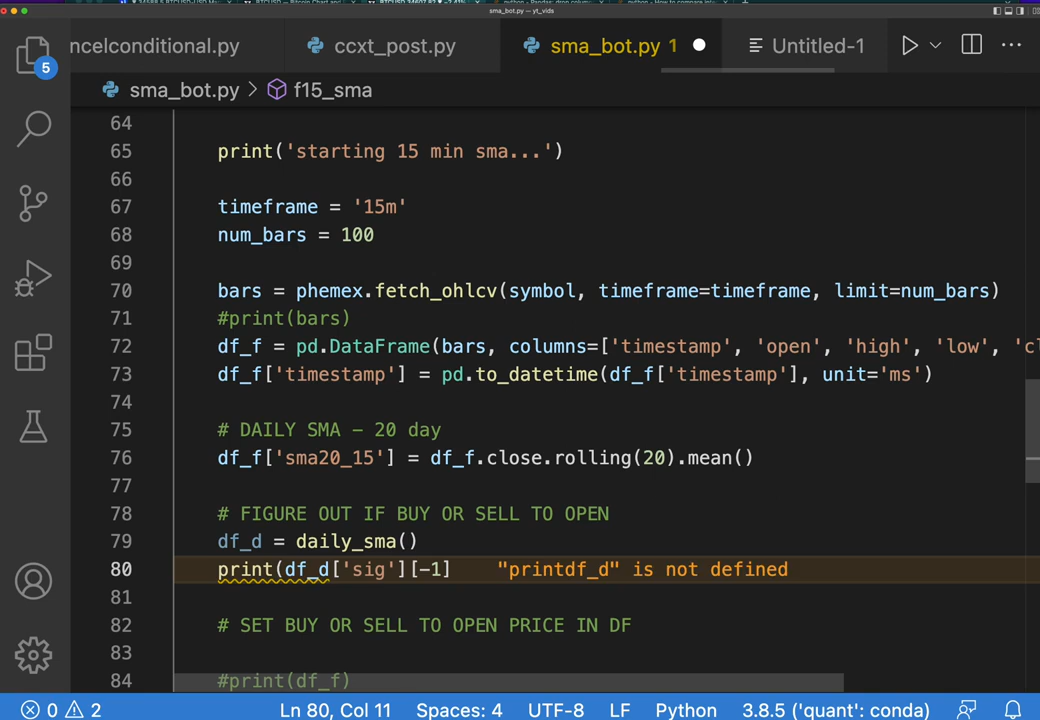 sma_bot.py — yt_vids
ncelconditional.py ccxt_post.py sma_bot.py 1 Untitled-1
5
sma_bot.py > f15_sma
64
65 print('starting 15 min sma...')
66
67 timeframe = '15m'
68 num_bars = 100
69
70 bars = phemex.fetch_ohlcv(symbol, timeframe=timeframe, limit=num_bars)
71 #print(bars)
72 df_f = pd.DataFrame(bars, columns=['timestamp', 'open', 'high', 'low', 'cl
73 df_f['timestamp'] = pd.to_datetime(df_f['timestamp'], unit='ms')
74
75 # DAILY SMA - 20 day
76 df_f['sma20_15'] = df_f.close.rolling(20).mean()
77
78 # FIGURE OUT IF BUY OR SELL TO OPEN
79 df_d = daily_sma()
80 print(df_d['sig'][-1] "printdf_d" is not defined
81
82 # SET BUY OR SELL TO OPEN PRICE IN DF
83
84 #print(df_f)
0 2 Ln 80, Col 11 Spaces: 4 UTF-8 LF Python 3.8.5 ('quant': conda)